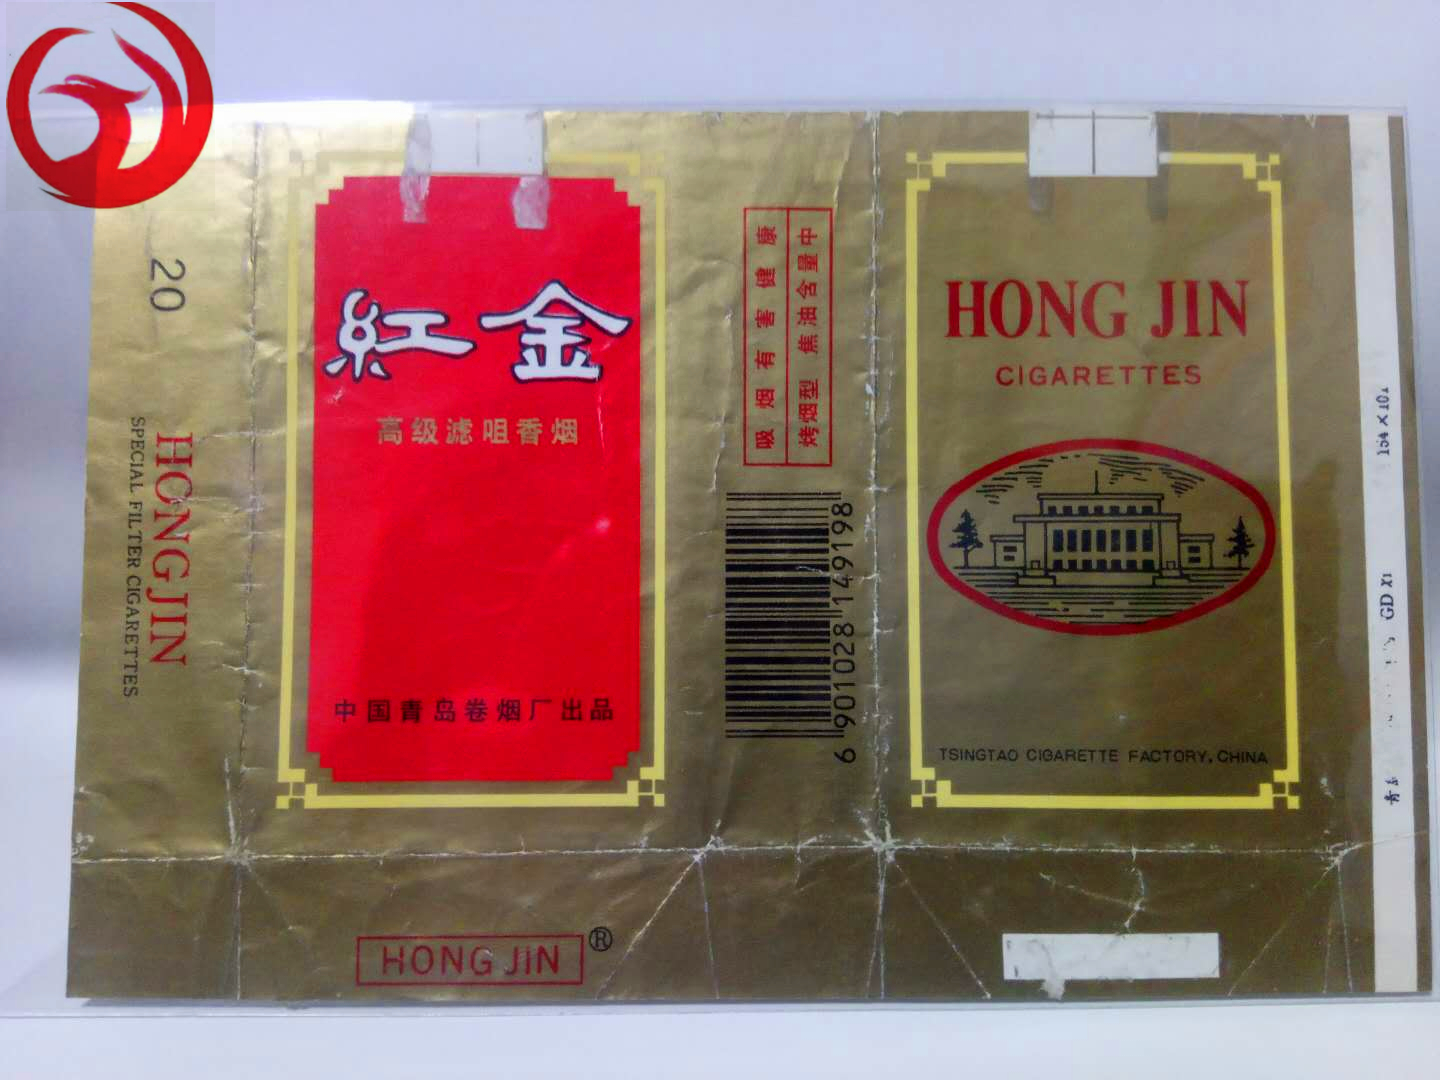 20
HONG JIN
SPECIAL FILTER CIGARETTES
紅金
高级滤咀香烟
中国青岛卷烟厂出品
HONG JIN ®
吸烟有害健康
烤烟型 焦油含量中
6 901028 149198
HONG JIN
CIGARETTES
TSINGTAO CIGARETTE FACTORY, CHINA
GD X1